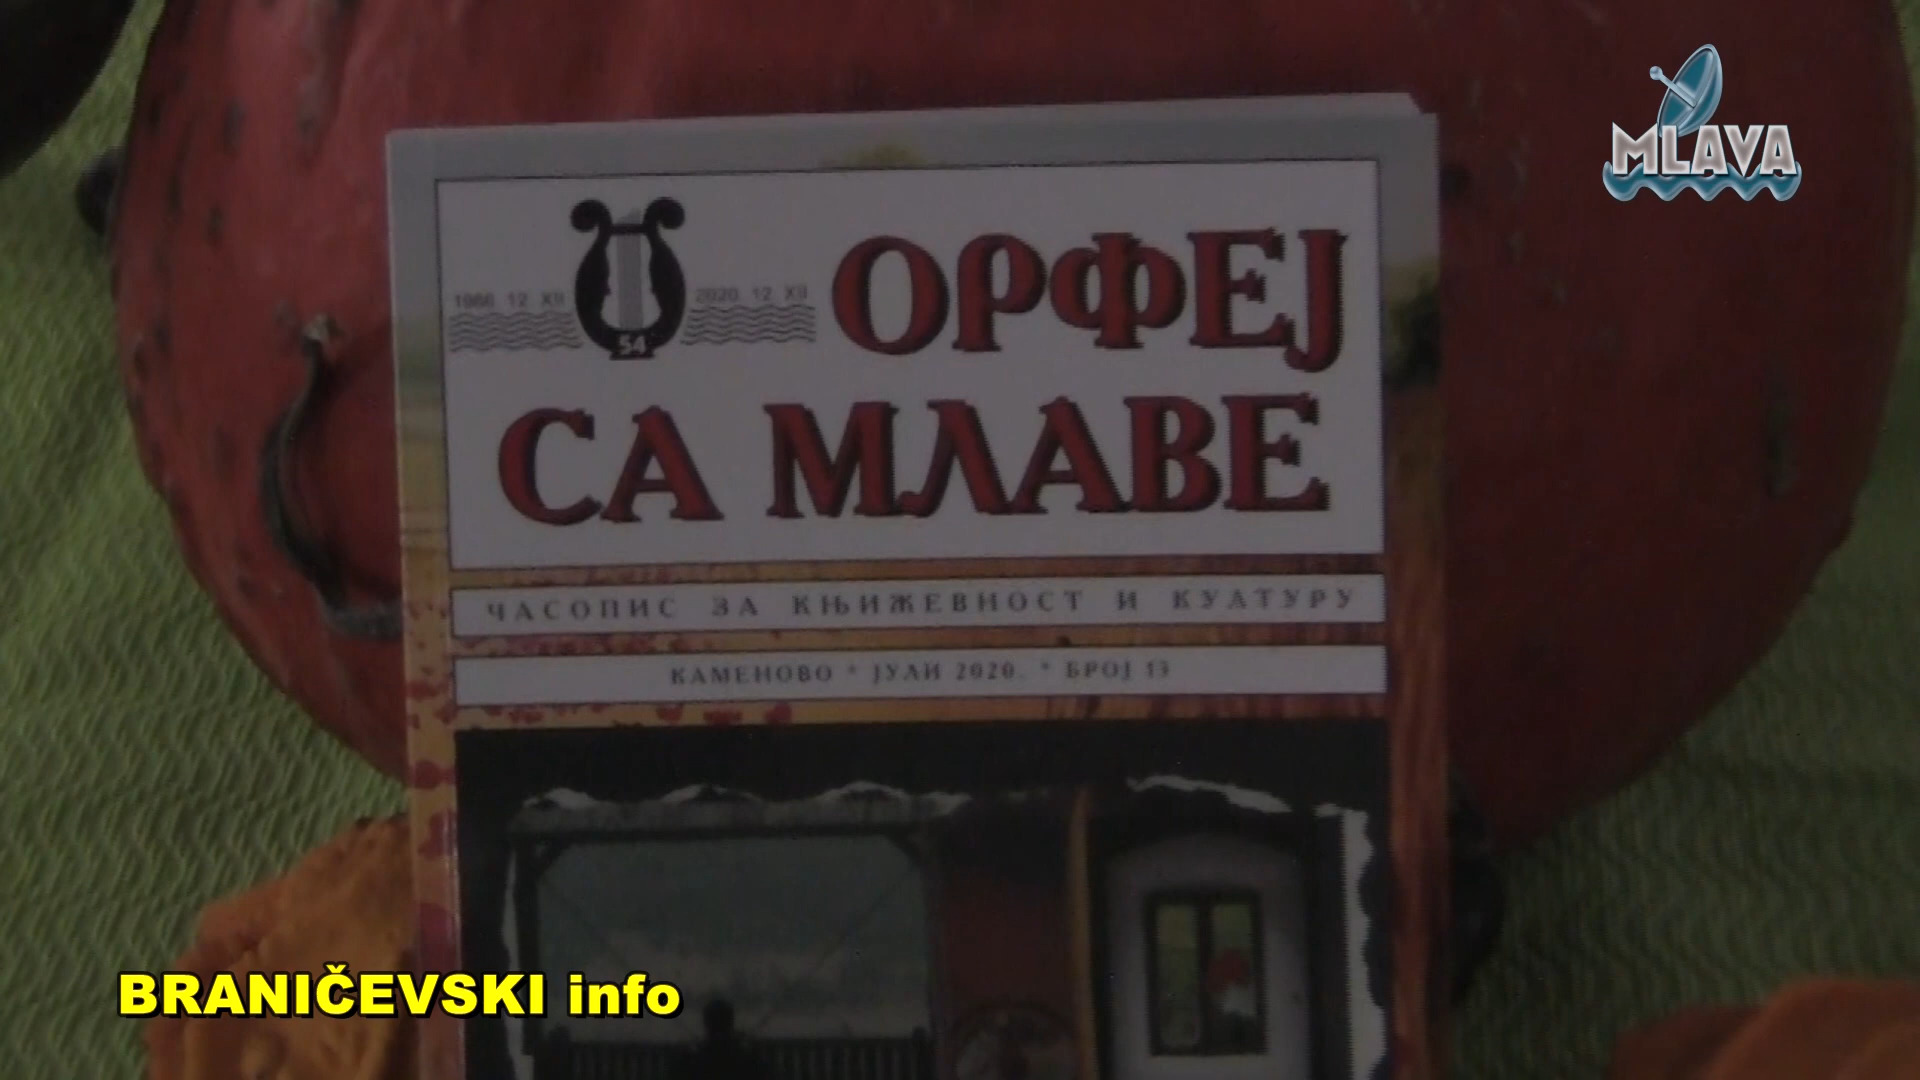 MLAVA
1966 12 XII
2020 12 XII
54
ОРФЕЈ
СА МЛАВЕ
ЧАСОПИС ЗА КЊИЖЕВНОСТ И КУЛТУРУ
КАМЕНОВО * ЈУЛИ 2020. * БРОЈ 13
BRANIČEVSKI info